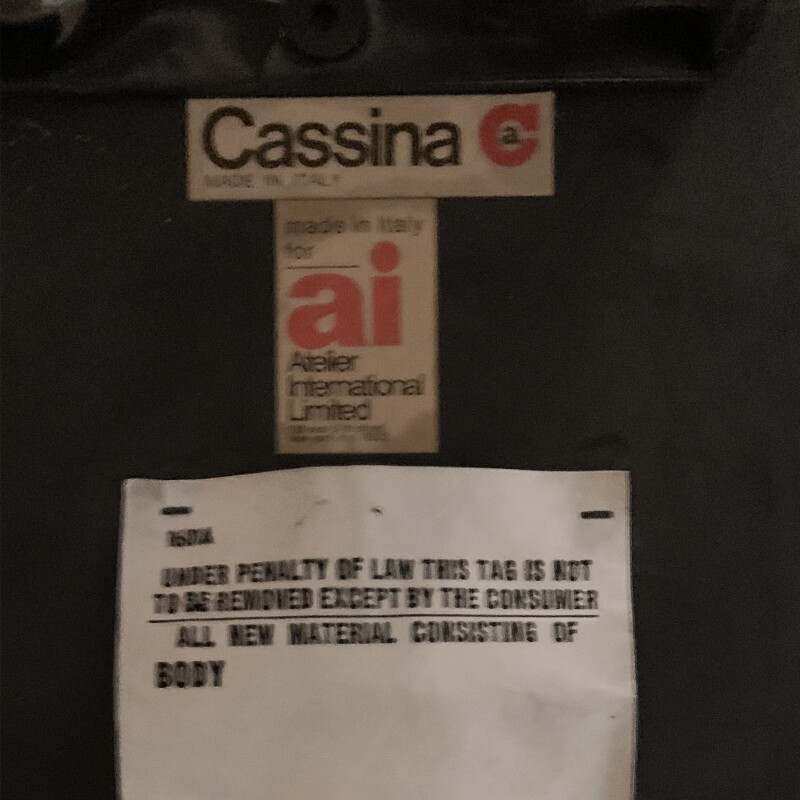 Cassina a
MADE IN ITALY
made in Italy
for
ai
Atelier
International
Limited
UNDER PENALTY OF LAW THIS TAG IS NOT
TO BE REMOVED EXCEPT BY THE CONSUMER
ALL NEW MATERIAL CONSISTING OF
BODY